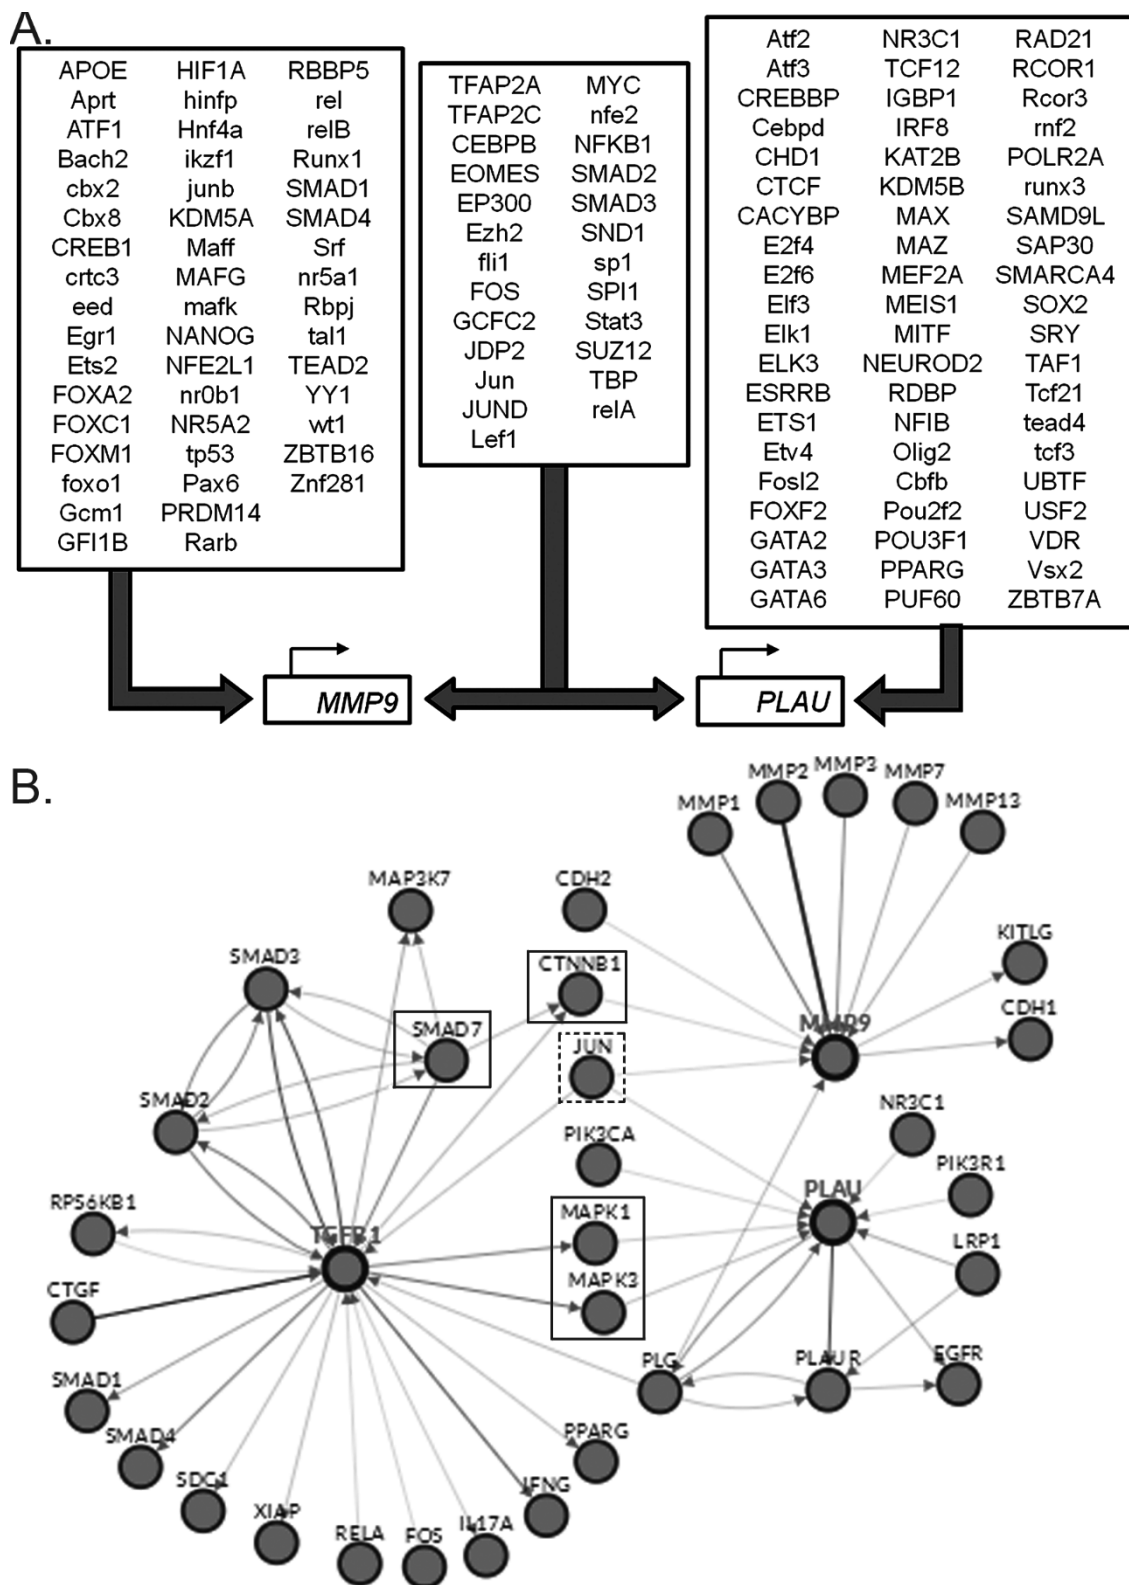 A.
APOE HIF1A RBBP5
Aprt hinfp rel
ATF1 Hnf4a relB
Bach2 ikzf1 Runx1
cbx2 junb SMAD1
Cbx8 KDM5A SMAD4
CREB1 Maff Srf
crtc3 MAFG nr5a1
eed mafk Rbpj
Egr1 NANOG tal1
Ets2 NFE2L1 TEAD2
FOXA2 nr0b1 YY1
FOXC1 NR5A2 wt1
FOXM1 tp53 ZBTB16
foxo1 Pax6 Znf281
Gcm1 PRDM14
GFI1B Rarb
TFAP2A MYC
TFAP2C nfe2
CEBPB NFKB1
EOMES SMAD2
EP300 SMAD3
Ezh2 SND1
fli1 sp1
FOS SPI1
GCFC2 Stat3
JDP2 SUZ12
Jun TBP
JUND relA
Lef1
Atf2 NR3C1 RAD21
Atf3 TCF12 RCOR1
CREBBP IGBP1 Rcor3
Cebpd IRF8 rnf2
CHD1 KAT2B POLR2A
CTCF KDM5B runx3
CACYBP MAX SAMD9L
E2f4 MAZ SAP30
E2f6 MEF2A SMARCA4
Elf3 MEIS1 SOX2
Elk1 MITF SRY
ELK3 NEUROD2 TAF1
ESRRB RDBP Tcf21
ETS1 NFIB tead4
Etv4 Olig2 tcf3
Fosl2 Cbfb UBTF
FOXF2 Pou2f2 USF2
GATA2 POU3F1 VDR
GATA3 PPARG Vsx2
GATA6 PUF60 ZBTB7A
MMP9
PLAU
B.
MMP1
MMP2
MMP3
MMP7
MMP13
MAP3K7
CDH2
KITLG
SMAD3
CTNNB1
CDH1
SMAD7
JUN
MMP9
SMAD2
NR3C1
PIK3CA
PIK3R1
RPS6KB1
TGFB1
MAPK1
PLAU
LRP1
CTGF
MAPK3
SMAD1
PLG
PLAUR
EGFR
SMAD4
PPARG
SDC1
IFNG
XIAP
RELA
FOS
IL17A